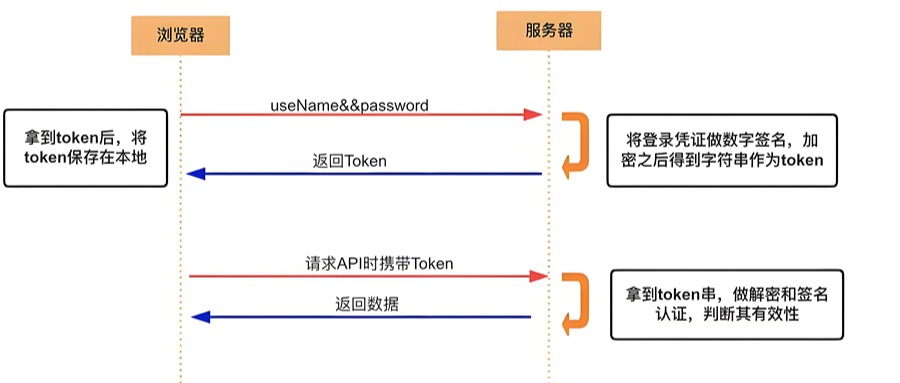 浏览器
服务器
useName&&password
拿到token后，将
token保存在本地
将登录凭证做数字签名，加
密之后得到字符串作为token
返回Token
请求API时携带Token
拿到token串，做解密和签名
认证，判断其有效性
返回数据